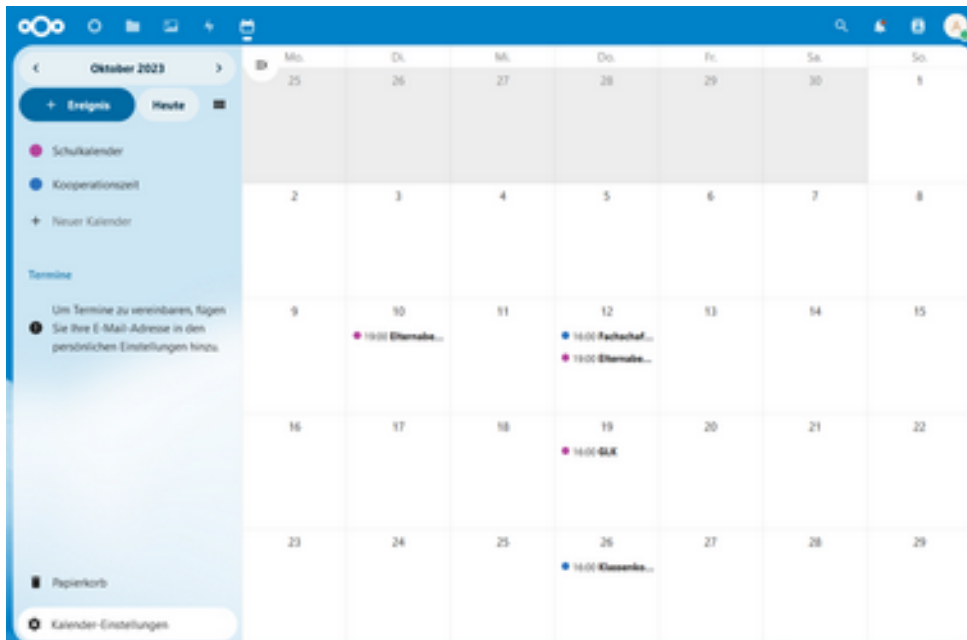 Oktober 2023
+ Ereignis
Heute
Schulkalender
Kooperationszeit
+ Neuer Kalender
Termine
Um Termine zu vereinbaren, fügen
Sie Ihre E-Mail-Adresse in den
persönlichen Einstellungen hinzu.
Papierkorb
Kalender-Einstellungen
Mo. Di. Mi. Do. Fr. Sa. So.
25 26 27 28 29 30 1
2 3 4 5 6 7 8
9 10 11 12 13 14 15
19:00 Elternabe... 16:00 Fachschaf...
19:00 Elternabe...
16 17 18 19 20 21 22
16:00 GLK
23 24 25 26 27 28 29
16:00 Klassenko...